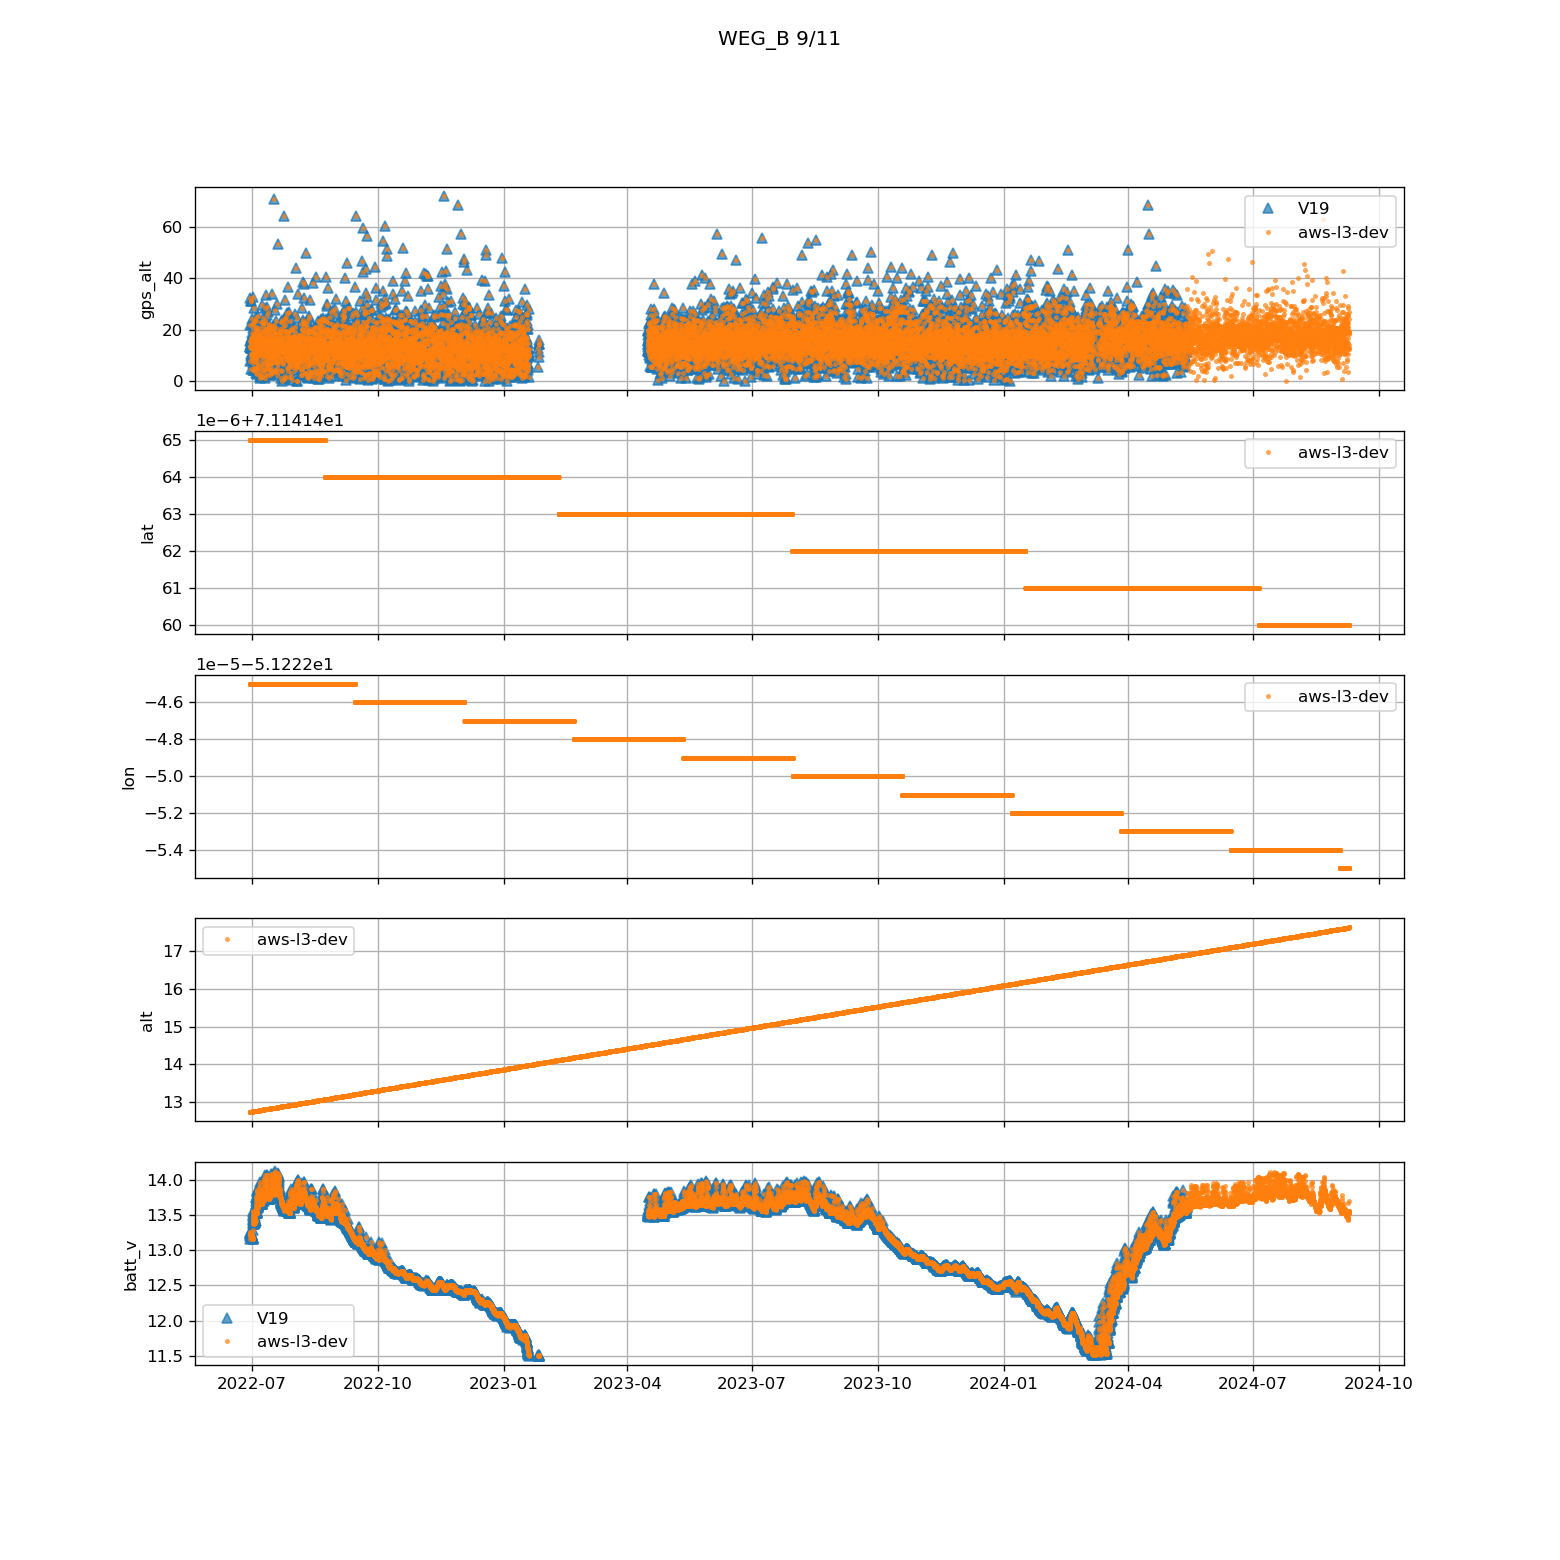 WEG_B 9/11
gps_alt
60
40
20
0
V19
aws-l3-dev
1e−6+7.11414e1
lat
65
64
63
62
61
60
aws-l3-dev
1e−5−5.1222e1
lon
−4.6
−4.8
−5.0
−5.2
−5.4
aws-l3-dev
alt
17
16
15
14
13
aws-l3-dev
batt_v
14.0
13.5
13.0
12.5
12.0
11.5
V19
aws-l3-dev
2022-07 2022-10 2023-01 2023-04 2023-07 2023-10 2024-01 2024-04 2024-07 2024-10